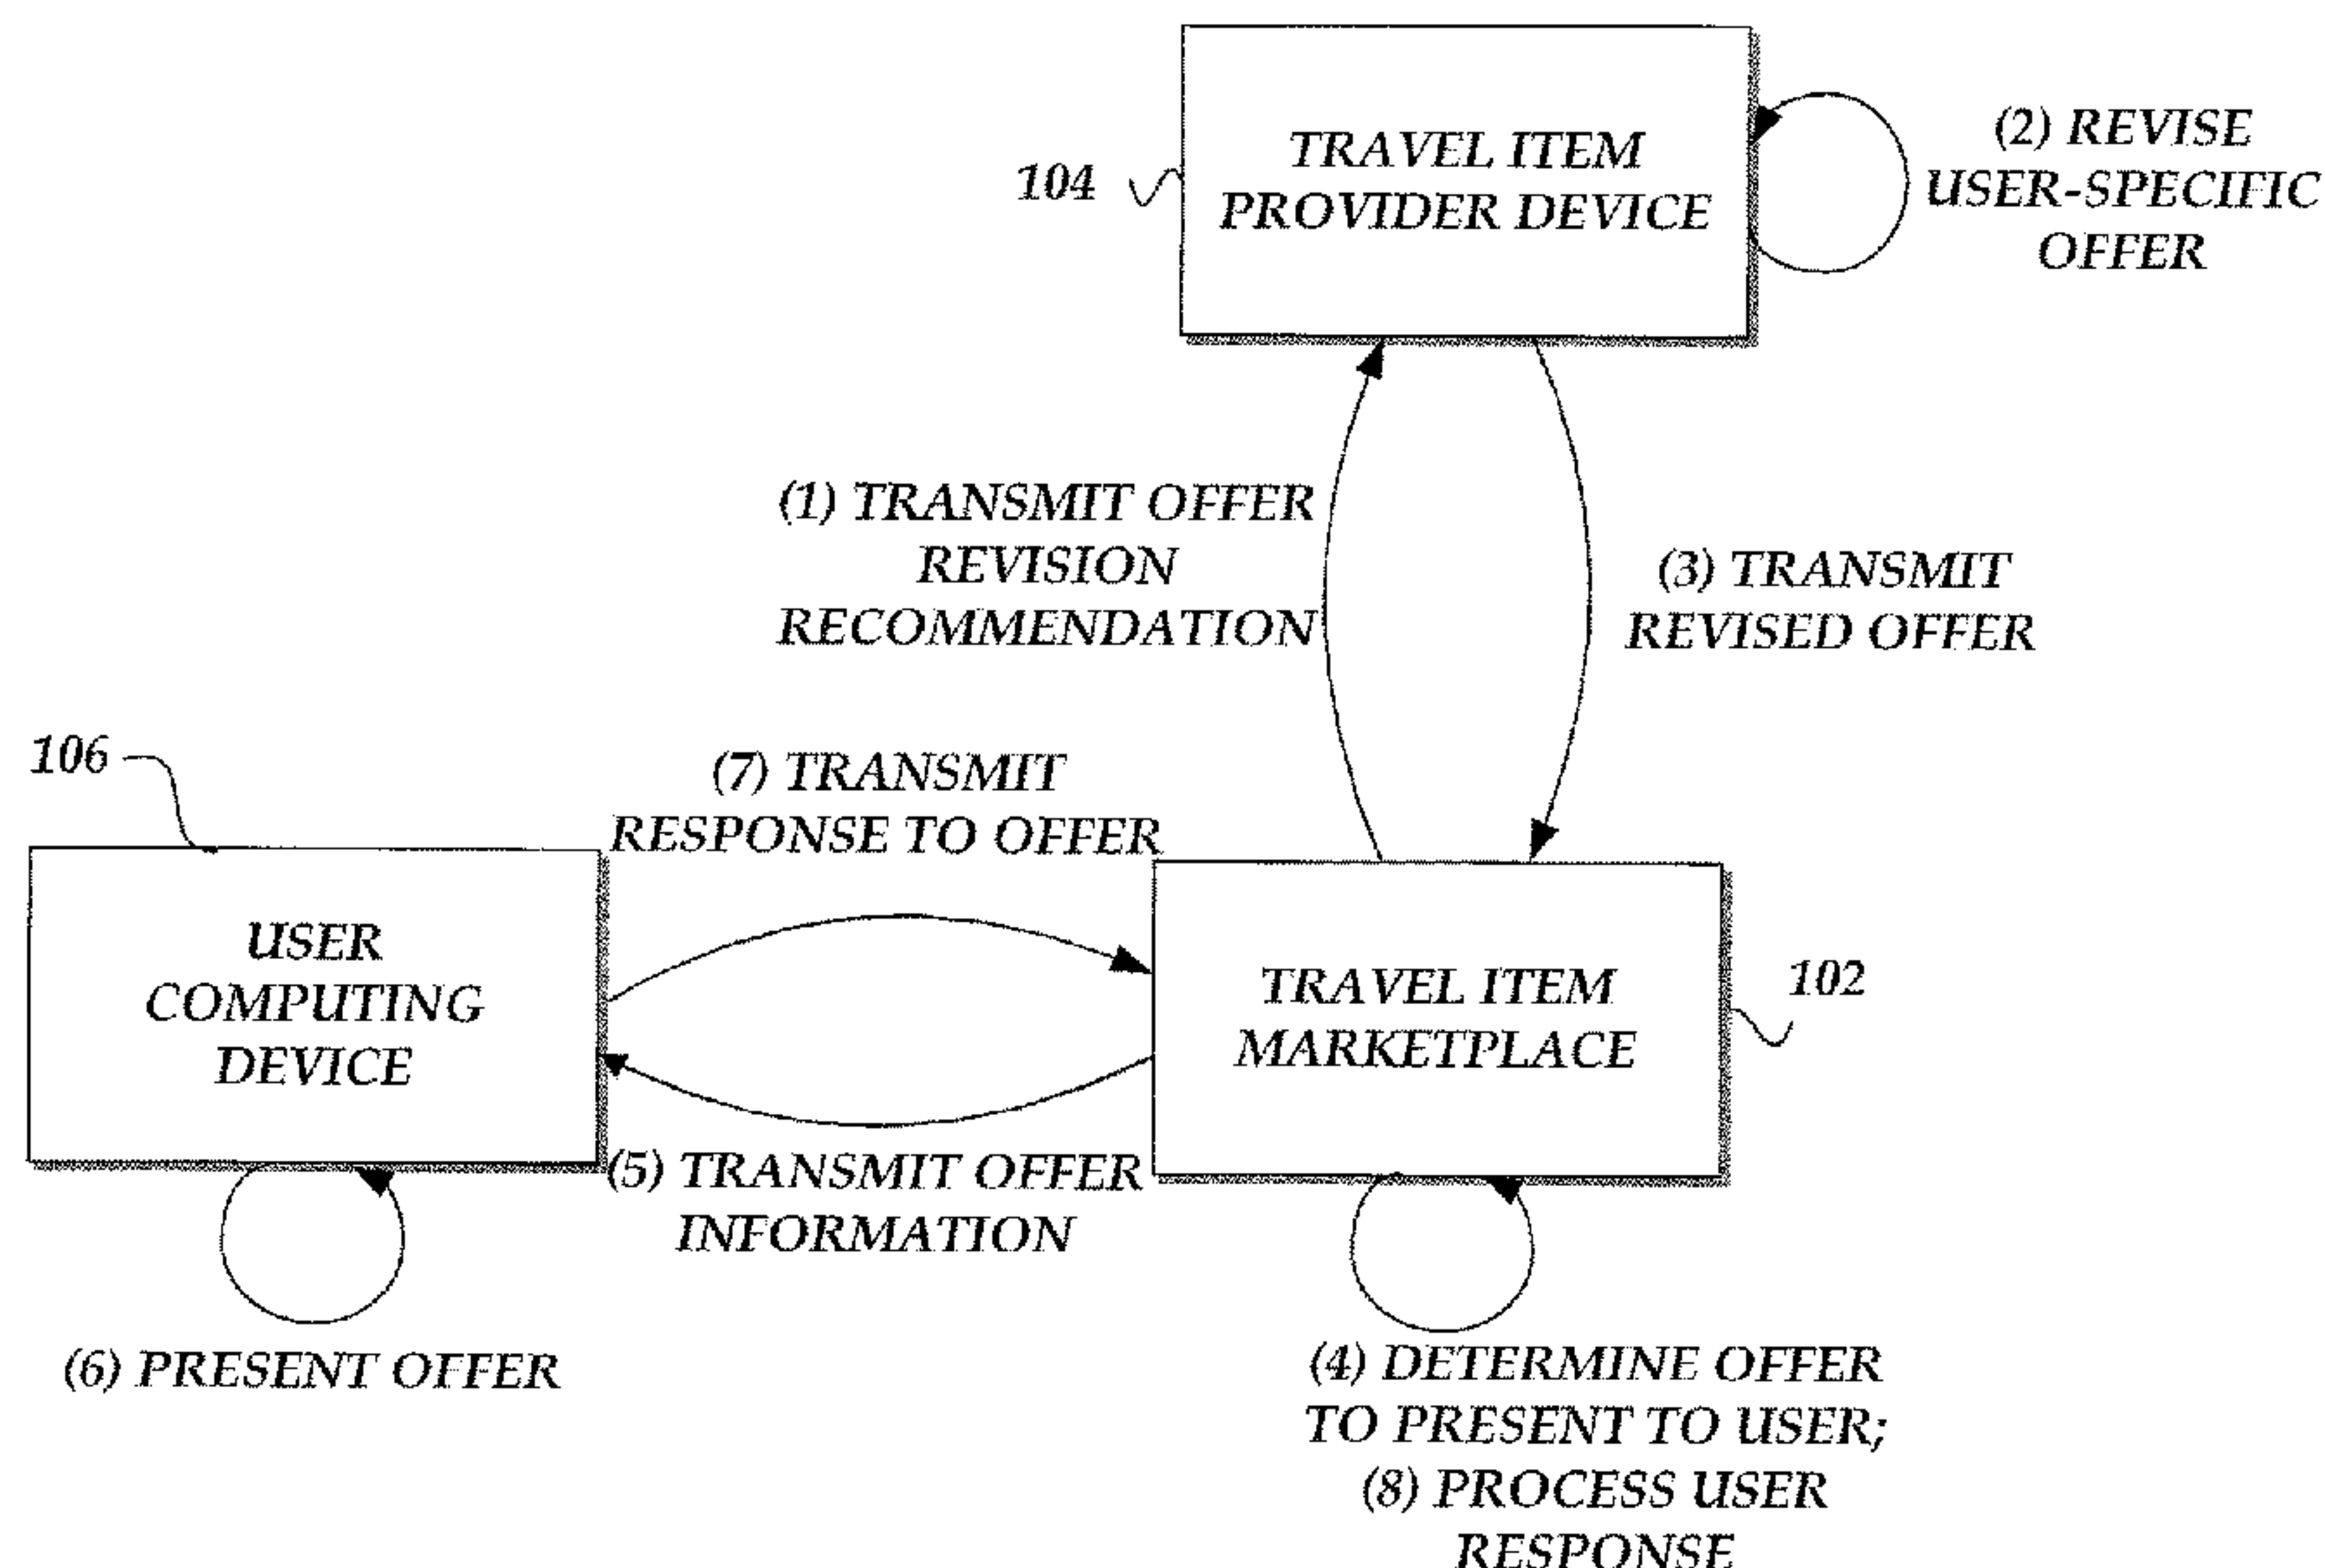 TRAVEL ITEM
PROVIDER DEVICE
104
(2) REVISE
USER-SPECIFIC
OFFER
(1) TRANSMIT OFFER
REVISION
RECOMMENDATION
(3) TRANSMIT
REVISED OFFER
106
(7) TRANSMIT
RESPONSE TO OFFER
USER
COMPUTING
DEVICE
TRAVEL ITEM
MARKETPLACE
102
(5) TRANSMIT OFFER
INFORMATION
(6) PRESENT OFFER
(4) DETERMINE OFFER
TO PRESENT TO USER;
(8) PROCESS USER
RESPONSE